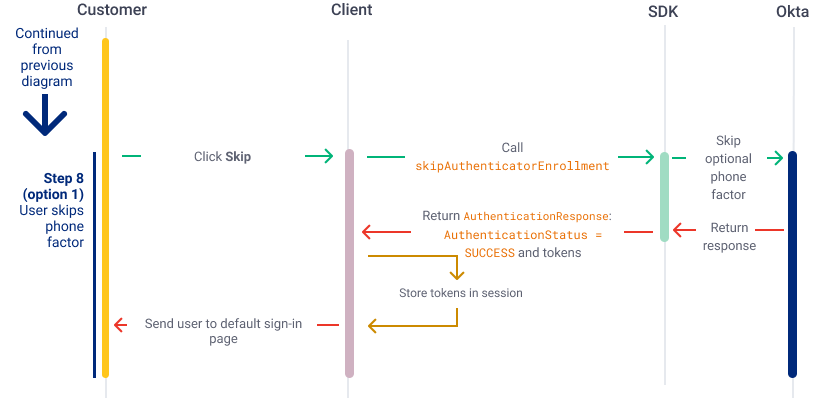 Customer
Client
SDK
Okta
Continued
from
previous
diagram
Click Skip
Call
skipAuthenticatorEnrollment
Skip
optional
phone
factor
Step 8
(option 1)
User skips
phone
factor
Return AuthenticationResponse:
AuthenticationStatus =
SUCCESS and tokens
Return
response
Store tokens in session
Send user to default sign-in
page